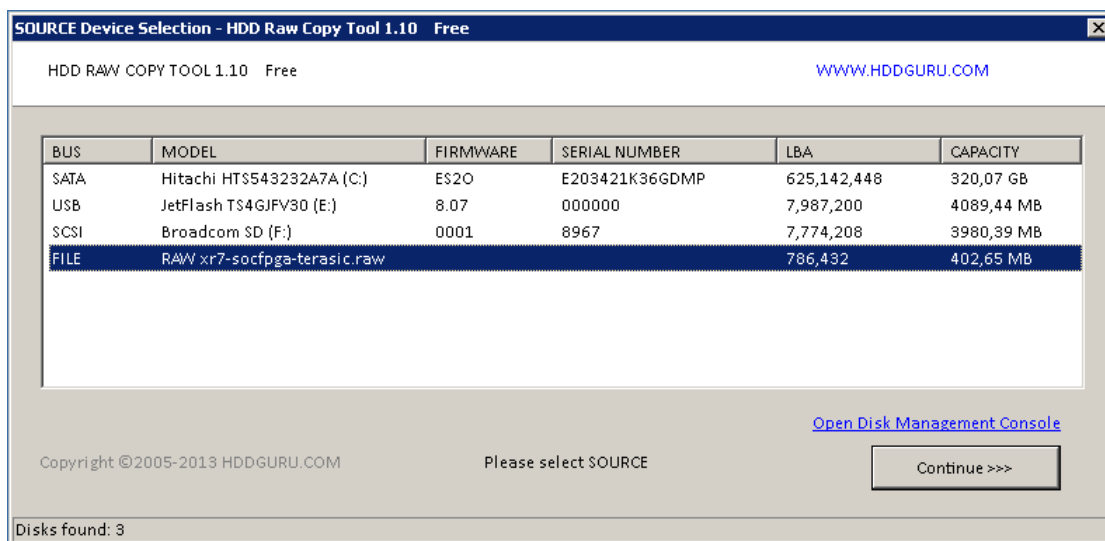 SOURCE Device Selection - HDD Raw Copy Tool 1.10 Free
HDD RAW COPY TOOL 1.10 Free WWW.HDDGURU.COM
BUS MODEL FIRMWARE SERIAL NUMBER LBA CAPACITY
SATA Hitachi HTS543232A7A (C:) ES2O E203421K36GDMP 625,142,448 320,07 GB
USB JetFlash TS4GJFV30 (E:) 8.07 000000 7,987,200 4089,44 MB
SCSI Broadcom SD (F:) 0001 8967 7,774,208 3980,39 MB
FILE RAW xr7-socfpga-terasic.raw 786,432 402,65 MB
Open Disk Management Console
Copyright ©2005-2013 HDDGURU.COM Please select SOURCE Continue >>>
Disks found: 3